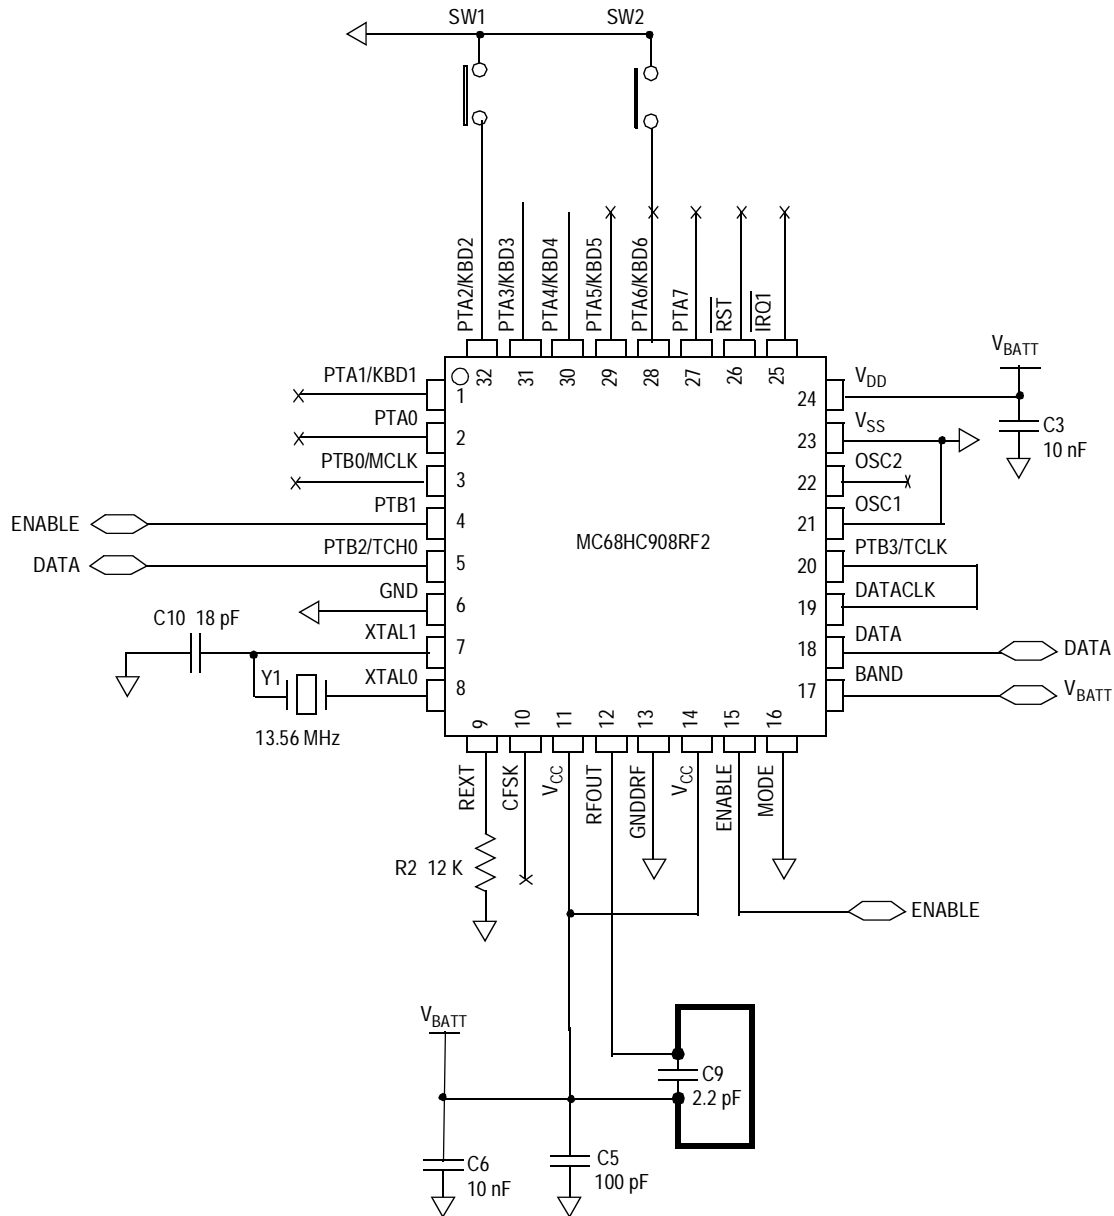 SW1
SW2
PTA2/KBD2
PTA3/KBD3
PTA4/KBD4
PTA5/KBD5
PTA6/KBD6
PTA7
RST
IRQ1
32
31
30
29
28
27
26
25
VBATT
C3
10 nF
PTA1/KBD1
1
PTA0
2
PTB0/MCLK
3
ENABLE
PTB1
4
DATA
PTB2/TCH0
5
GND
6
C10 18 pF
XTAL1
7
Y1
XTAL0
8
13.56 MHz
MC68HC908RF2
24
VDD
23
VSS
22
OSC2
21
OSC1
20
PTB3/TCLK
19
DATACLK
18
DATA
DATA
17
BAND
VBATT
9
10
11
12
13
14
15
16
REXT
CFSK
VCC
RFOUT
GNDDRF
VCC
ENABLE
MODE
R2 12 K
ENABLE
VBATT
C9
2.2 pF
C6
10 nF
C5
100 pF